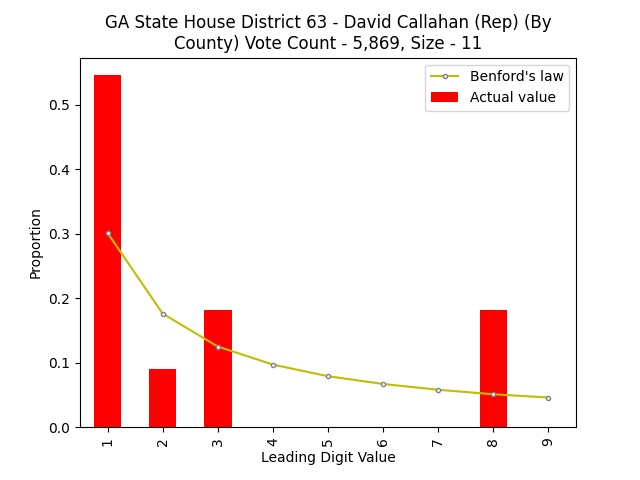 GA State House District 63 - David Callahan (Rep) (By
County) Vote Count - 5,869, Size - 11
Benford's law
Actual value
Proportion
0.5
0.4
0.3
0.2
0.1
0.0
1 2 3 4 5 6 7 8 9
Leading Digit Value